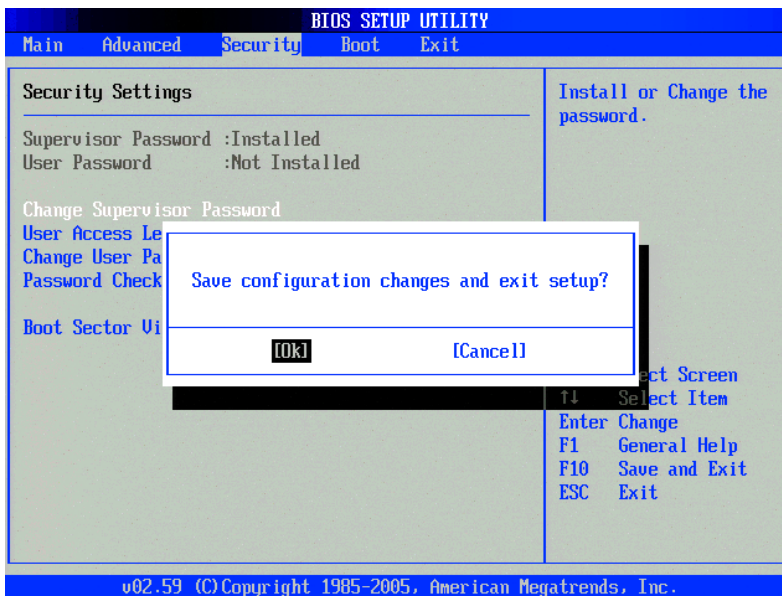 BIOS SETUP UTILITY
Main Advanced Security Boot Exit
Security Settings
Supervisor Password :Installed
User Password :Not Installed
Change Supervisor Password
User Access Le
Change User Pa
Password Check
Boot Sector Vi
Save configuration changes and exit setup?
[Ok] [Cancel]
Install or Change the
password.
ect Screen
↑↓ Select Item
Enter Change
F1 General Help
F10 Save and Exit
ESC Exit
v02.59 (C)Copyright 1985-2005, American Megatrends, Inc.